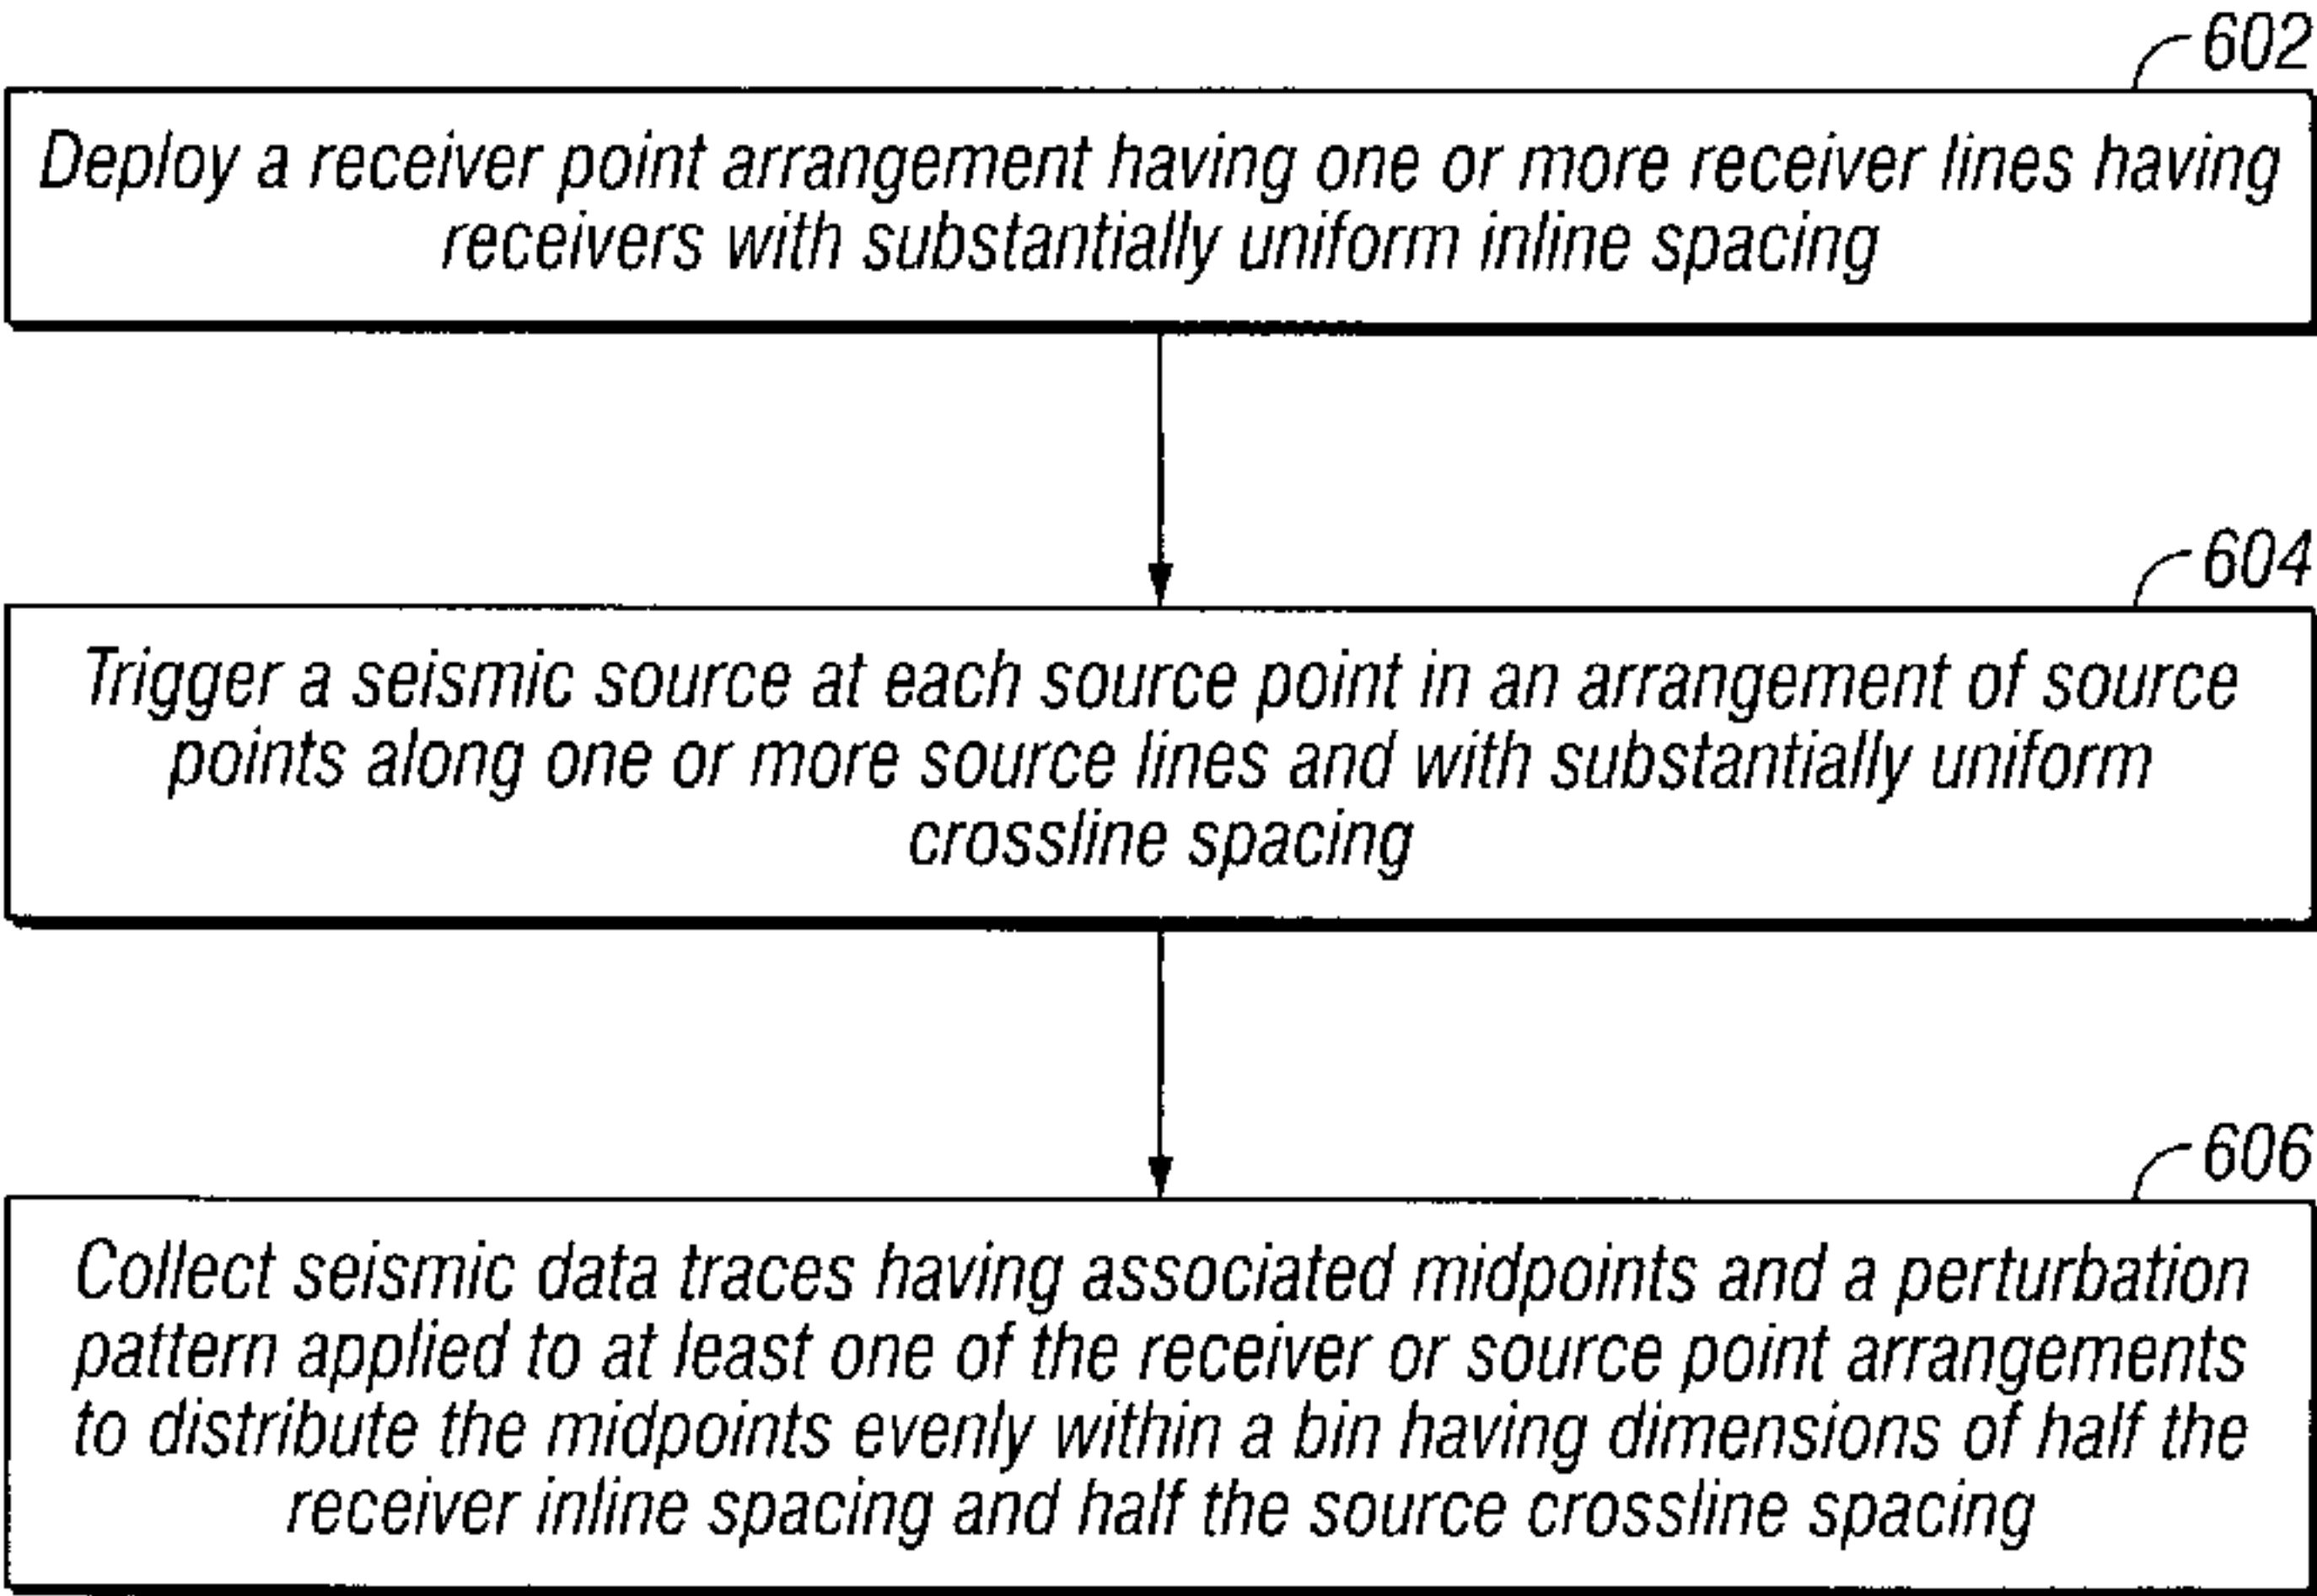 602
Deploy a receiver point arrangement having one or more receiver lines having
receivers with substantially uniform inline spacing
604
Trigger a seismic source at each source point in an arrangement of source
points along one or more source lines and with substantially uniform
crossline spacing
606
Collect seismic data traces having associated midpoints and a perturbation
pattern applied to at least one of the receiver or source point arrangements
to distribute the midpoints evenly within a bin having dimensions of half the
receiver inline spacing and half the source crossline spacing